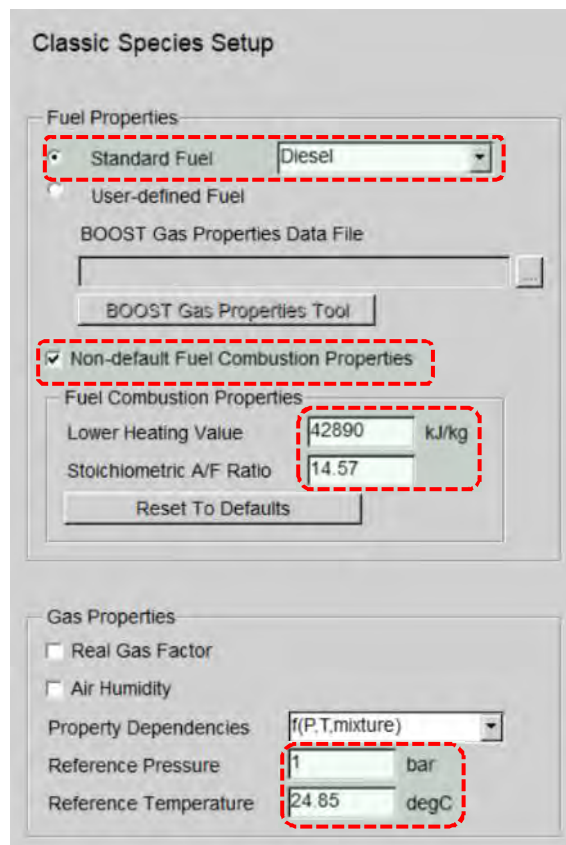 Classic Species Setup
Fuel Properties
Standard Fuel Diesel
User-defined Fuel
BOOST Gas Properties Data File
...
BOOST Gas Properties Tool
Non-default Fuel Combustion Properties
Fuel Combustion Properties
Lower Heating Value 42890 kJ/kg
Stoichiometric A/F Ratio 14.57
Reset To Defaults
Gas Properties
Real Gas Factor
Air Humidity
Property Dependencies f(P,T,mixture)
Reference Pressure 1 bar
Reference Temperature 24.85 degC